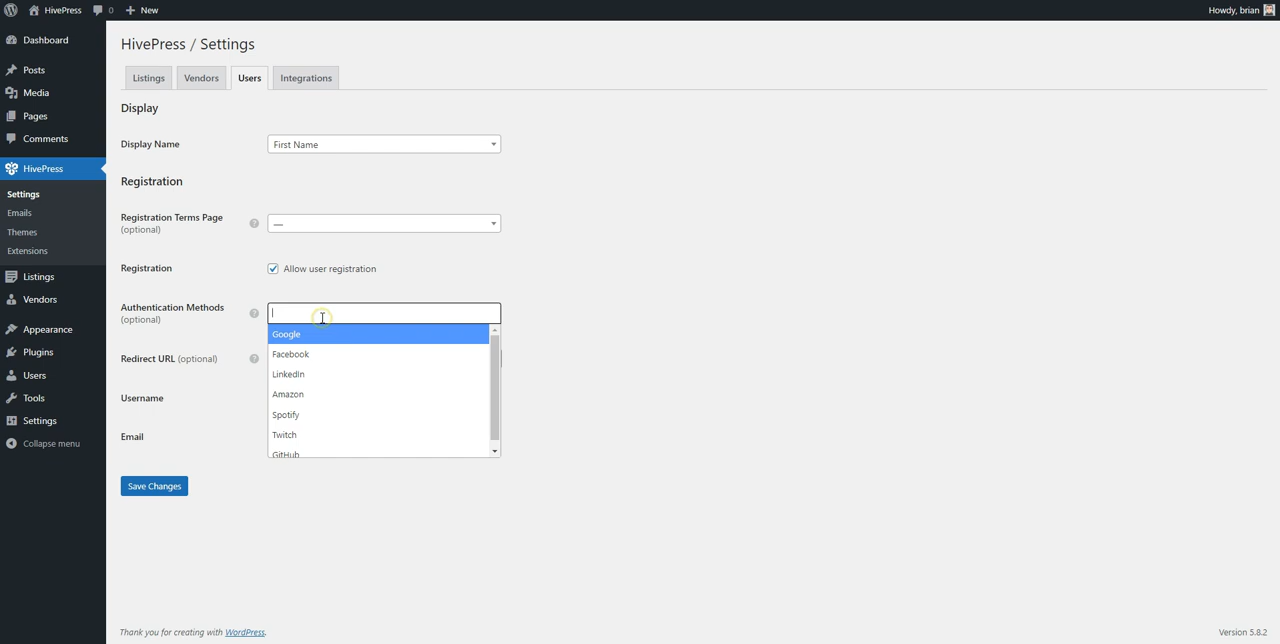 HivePress 0 New Howdy, brian
Dashboard
Posts
Media
Pages
Comments
HivePress
Settings
Emails
Themes
Extensions
Listings
Vendors
Appearance
Plugins
Users
Tools
Settings
Collapse menu
HivePress / Settings
Listings Vendors Users Integrations
Display
Display Name First Name
Registration
Registration Terms Page
(optional) ? —
Registration Allow user registration
Authentication Methods
(optional) ?
Google
Facebook
LinkedIn
Amazon
Spotify
Twitch
GitHub
Redirect URL (optional) ?
Username
Email
Save Changes
Thank you for creating with WordPress. Version 5.8.2